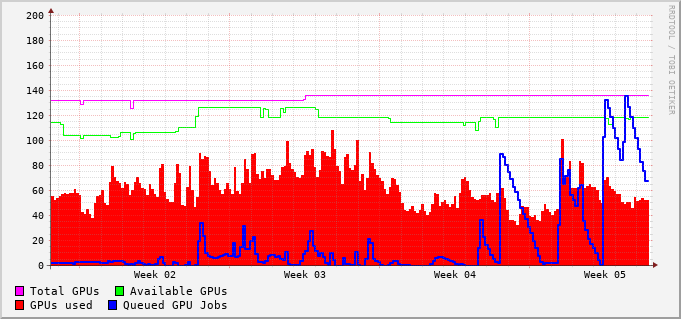 200
180
160
140
120
100
80
60
40
20
0
Week 02 Week 03 Week 04 Week 05
Total GPUs Available GPUs
GPUs used Queued GPU Jobs
RRDTOOL / TOBI OETIKER